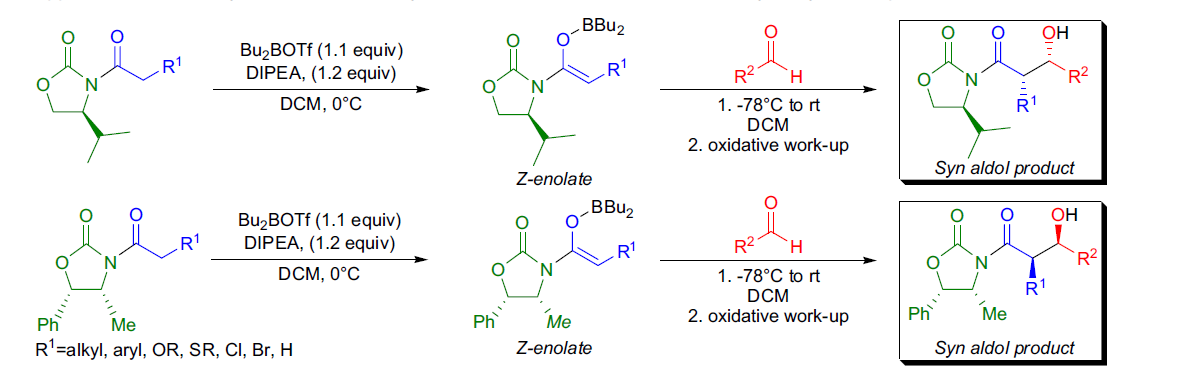 O
O
O
N
R1
Bu2BOTf (1.1 equiv)
DIPEA, (1.2 equiv)
DCM, 0°C
O
O
N
O
BBu2
R1
Z-enolate
O
R2
H
1. -78°C to rt
DCM
2. oxidative work-up
O
O
OH
O
N
R2
R1
Syn aldol product
O
O
O
N
R1
Ph
Me
R1=alkyl, aryl, OR, SR, Cl, Br, H
Bu2BOTf (1.1 equiv)
DIPEA, (1.2 equiv)
DCM, 0°C
O
O
N
O
BBu2
R1
Ph
Me
Z-enolate
O
R2
H
1. -78°C to rt
DCM
2. oxidative work-up
O
O
OH
O
N
R2
R1
Ph
Me
Syn aldol product